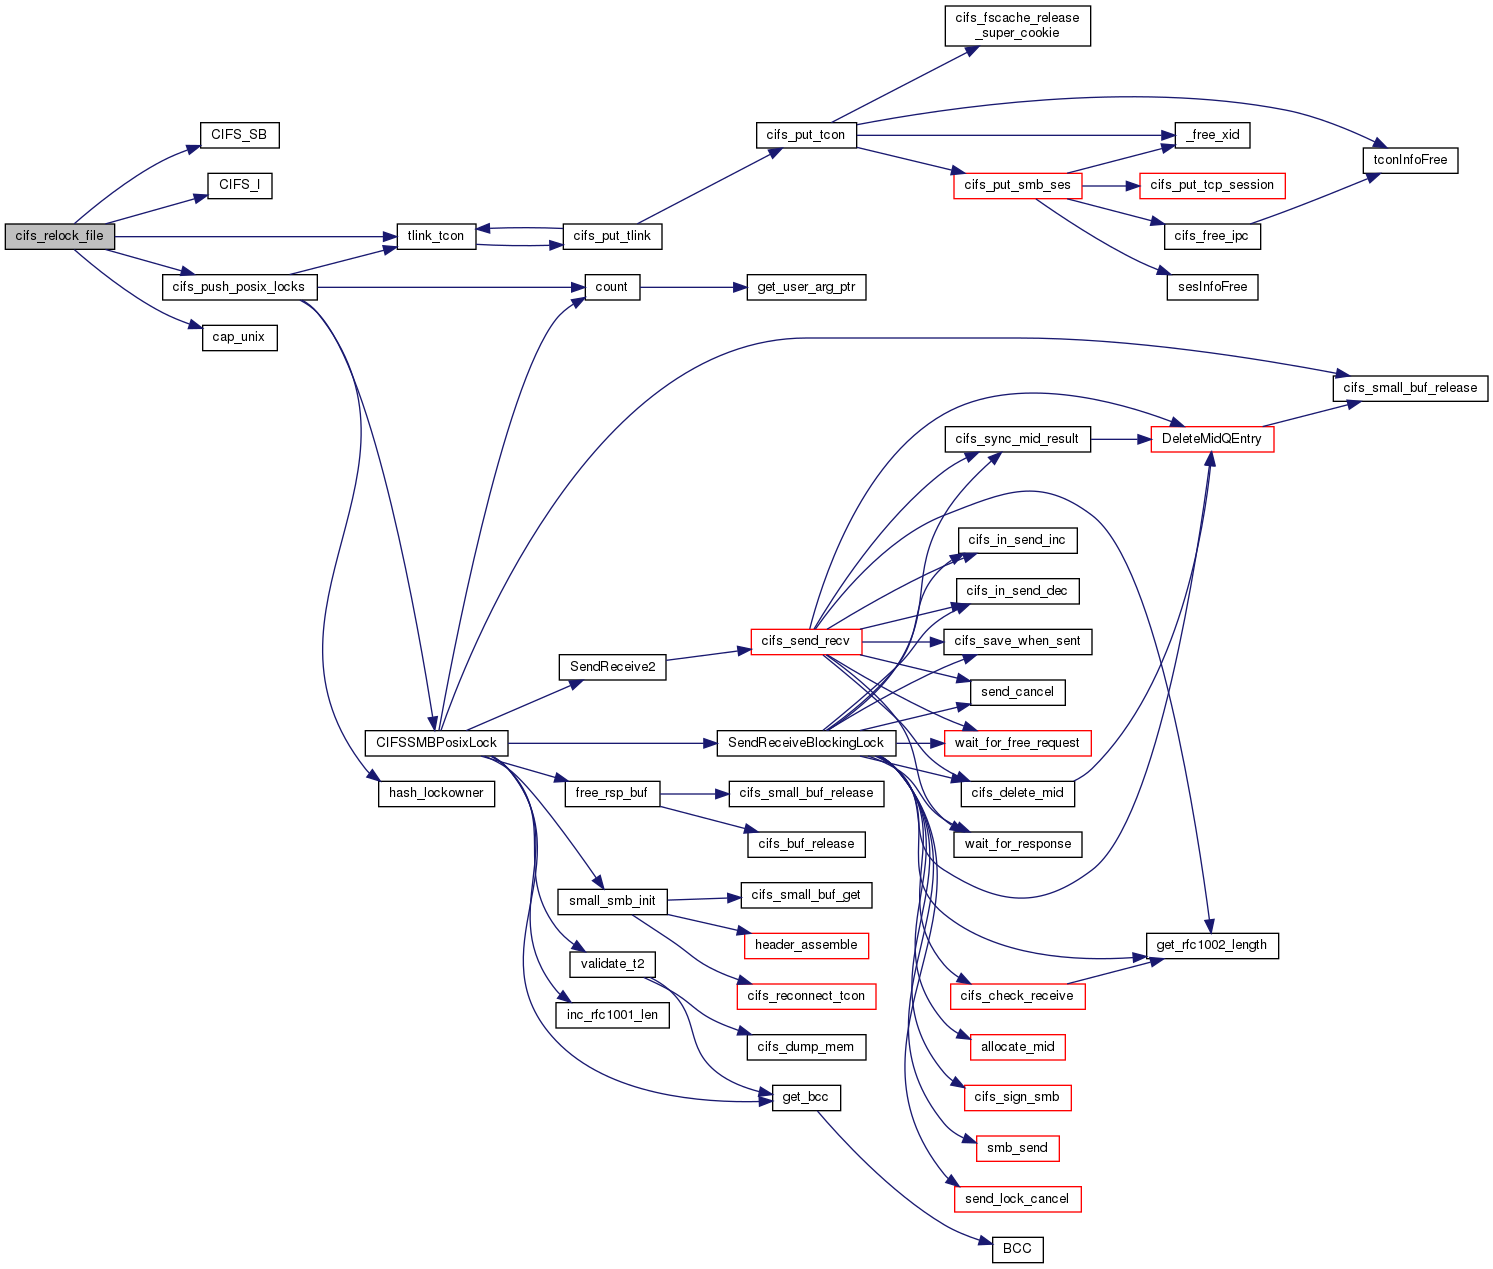 cifs_fscache_release
_super_cookie
CIFS_SB
cifs_put_tcon
_free_xid
tconInfoFree
CIFS_I
cifs_put_smb_ses
cifs_put_tcp_session
cifs_relock_file
tlink_tcon
cifs_put_tlink
cifs_free_ipc
cifs_push_posix_locks
count
get_user_arg_ptr
sesInfoFree
cap_unix
cifs_small_buf_release
cifs_sync_mid_result
DeleteMidQEntry
cifs_in_send_inc
cifs_in_send_dec
cifs_send_recv
cifs_save_when_sent
SendReceive2
send_cancel
CIFSSMBPosixLock
SendReceiveBlockingLock
wait_for_free_request
hash_lockowner
free_rsp_buf
cifs_small_buf_release
cifs_delete_mid
cifs_buf_release
wait_for_response
small_smb_init
cifs_small_buf_get
header_assemble
get_rfc1002_length
validate_t2
cifs_reconnect_tcon
cifs_check_receive
inc_rfc1001_len
cifs_dump_mem
allocate_mid
get_bcc
cifs_sign_smb
smb_send
send_lock_cancel
BCC